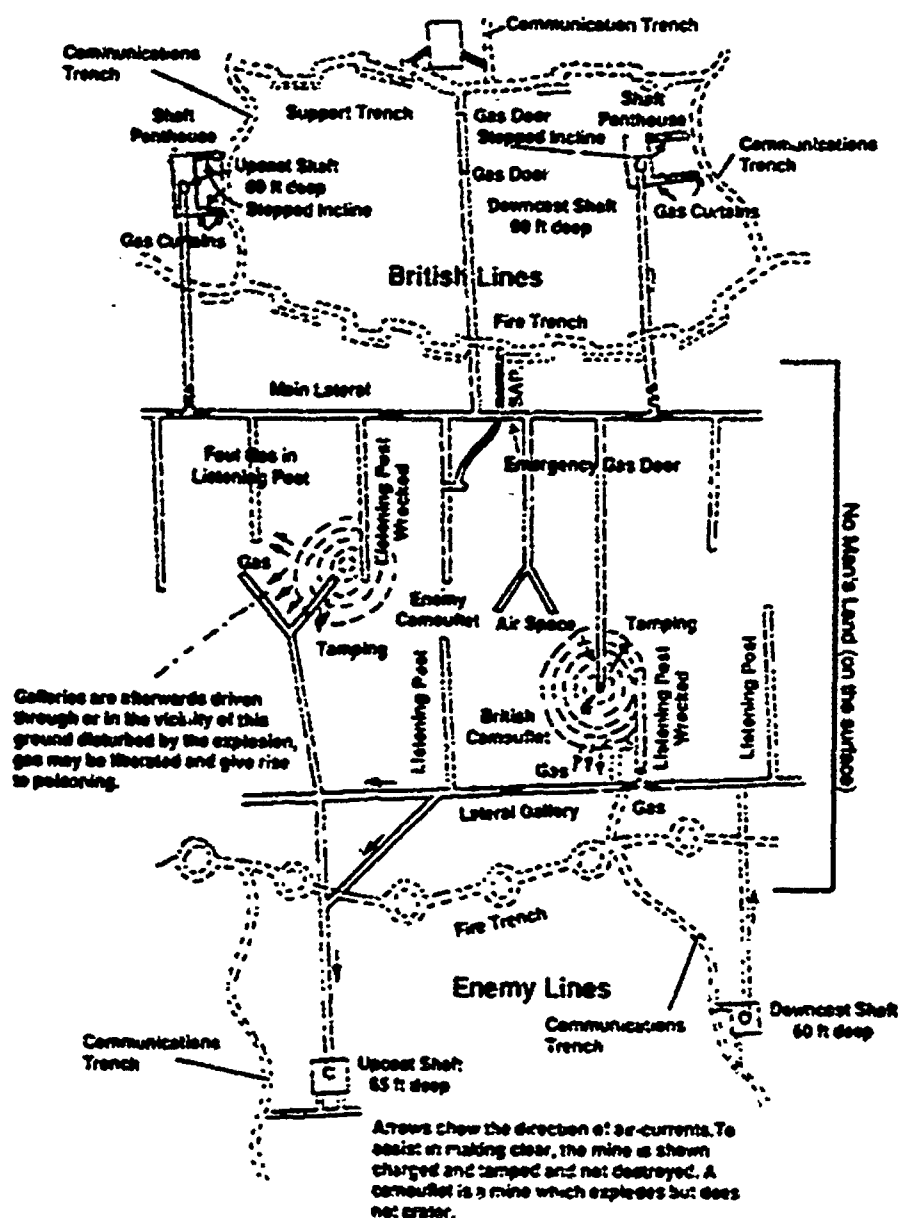 Communication Trench
Communications
Trench
Support Trench
Gas Door
Stepped Incline
Shaft
Penthouse
Shaft
Penthouse
Communications
Trench
Upcast Shaft
Gas Door
Stepped Incline
Downcast Shaft
Gas Curtains
Gas Curtains
British Lines
Fire Trench
SAP
Main Lateral
Foul Gas in
Listening Post
Listening Post
Wrecked
Emergency Gas Door
No Man's Land (on the surface)
Gas
Enemy
Camouflet
Air Space
Tamping
Tamping
Galleries are afterwards driven
through or in the vicinity of this
ground disturbed by the explosion,
gas may be liberated and give rise
to poisoning.
Listening Post
British
Camouflet
Listening Post
Wrecked
Listening Post
Gas
Lateral Gallery
Gas
Fire Trench
Enemy Lines
Communications
Trench
Downcast Shaft
60 ft deep
Communications
Trench
C
Upcast Shaft
65 ft deep
Arrows show the direction of air-currents. To
assist in making clear, the mine is shown
charged and tamped and not destroyed. A
camouflet is a mine which explodes but does
not crater.